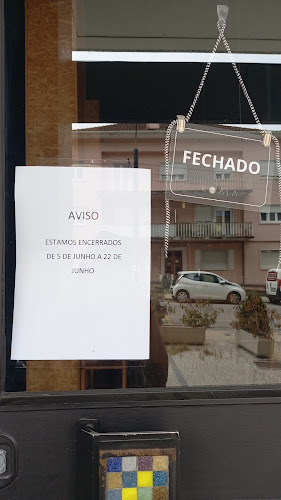 AVISO
ESTAMOS ENCERRADOS
DE 5 DE JUNHO A 22 DE
JUNHO
FECHADO